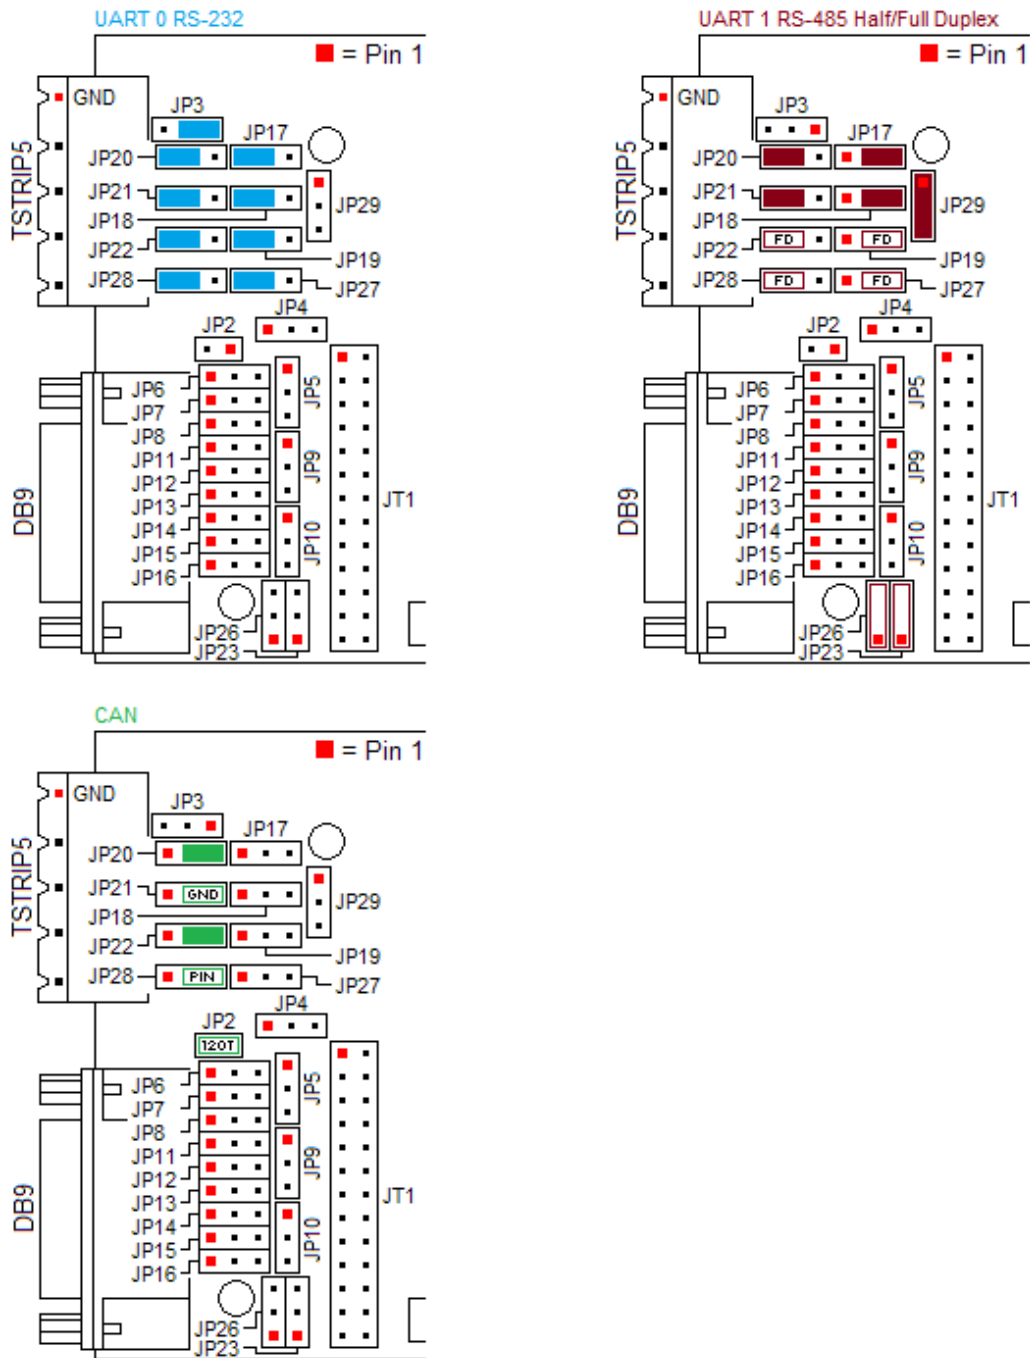 UART 0 RS-232
= Pin 1
GND
JP3
JP17
JP20
JP21
JP18
JP22
JP28
JP29
JP19
JP27
TSTRIP5
JP4
JP2
JP6
JP7
JP8
JP11
JP12
JP13
JP14
JP15
JP16
JP5
JP9
JP10
JT1
DB9
JP26
JP23
UART 1 RS-485 Half/Full Duplex
= Pin 1
GND
JP3
JP17
JP20
JP21
JP18
JP22
FD
FD
JP28
FD
FD
JP29
JP19
JP27
TSTRIP5
JP4
JP2
JP6
JP7
JP8
JP11
JP12
JP13
JP14
JP15
JP16
JP5
JP9
JP10
JT1
DB9
JP26
JP23
CAN
= Pin 1
GND
JP3
JP17
JP20
JP21
GND
JP18
JP22
JP28
PIN
JP29
JP19
JP27
TSTRIP5
JP4
JP2
120T
JP6
JP7
JP8
JP11
JP12
JP13
JP14
JP15
JP16
JP5
JP9
JP10
JT1
DB9
JP26
JP23